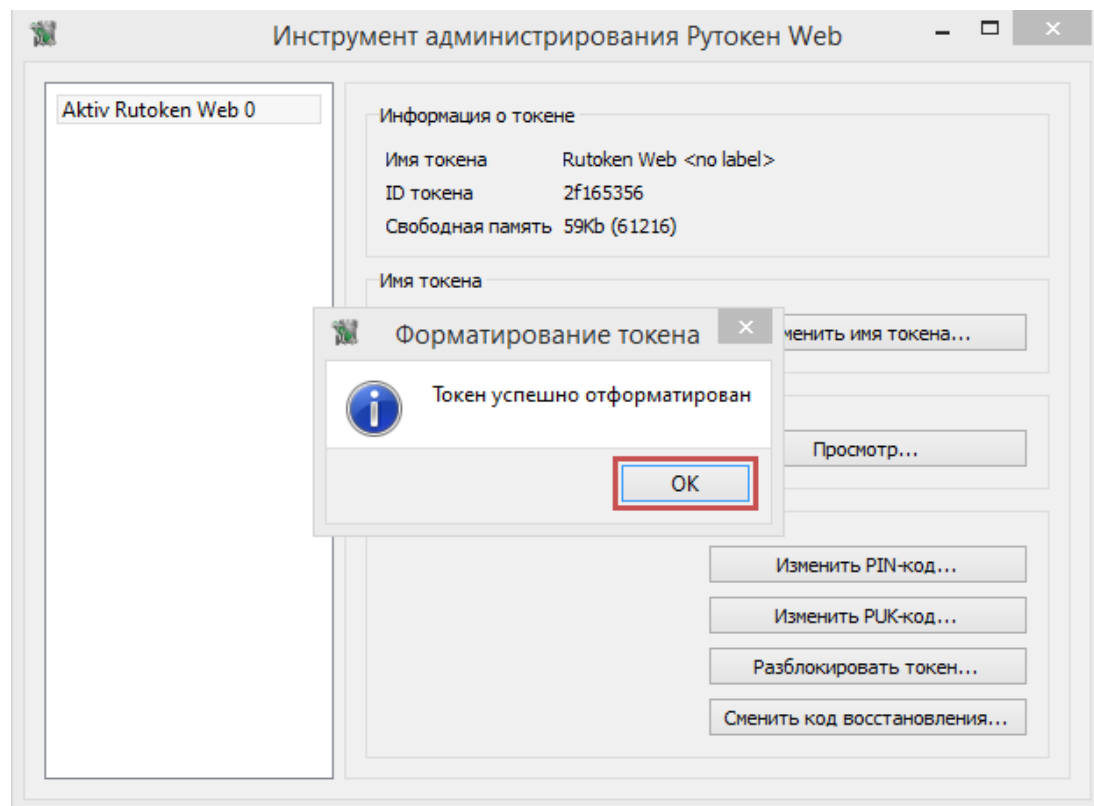 Инструмент администрирования Рутокен Web
Aktiv Rutoken Web 0
Информация о токене
Имя токена Rutoken Web <no label>
ID токена 2f165356
Свободная память 59Kb (61216)
Имя токена
менить имя токена...
Форматирование токена
Токен успешно отформатирован
OK
Просмотр...
Изменить PIN-код...
Изменить PUK-код...
Разблокировать токен...
Сменить код восстановления...